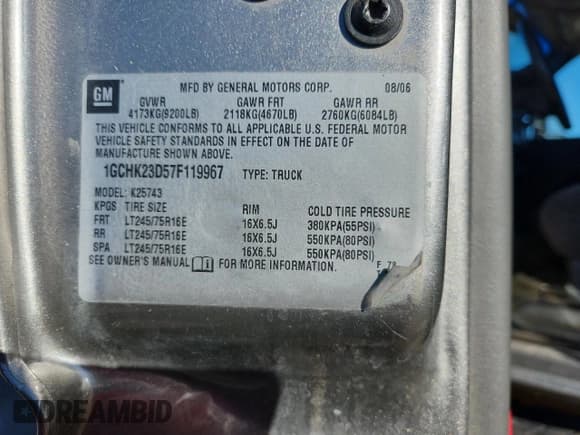 GM
MFD BY GENERAL MOTORS CORP. 08/06
GVWR GAWR FRT GAWR RR
4173KG(9200LB) 2118KG(4670LB) 2760KG(6084LB)
THIS VEHICLE CONFORMS TO ALL APPLICABLE U.S. FEDERAL MOTOR
VEHICLE SAFETY STANDARDS IN EFFECT ON THE DATE OF
MANUFACTURE SHOWN ABOVE.
1GCHK23D57F119967 TYPE: TRUCK
MODEL: K25743
KPGS TIRE SIZE RIM COLD TIRE PRESSURE
FRT LT245/75R16E 16X6.5J 380KPA(55PSI)
RR LT245/75R16E 16X6.5J 550KPA(80PSI)
SPA LT245/75R16E 16X6.5J 550KPA(80PSI)
SEE OWNER'S MANUAL FOR MORE INFORMATION.
DREAMBID